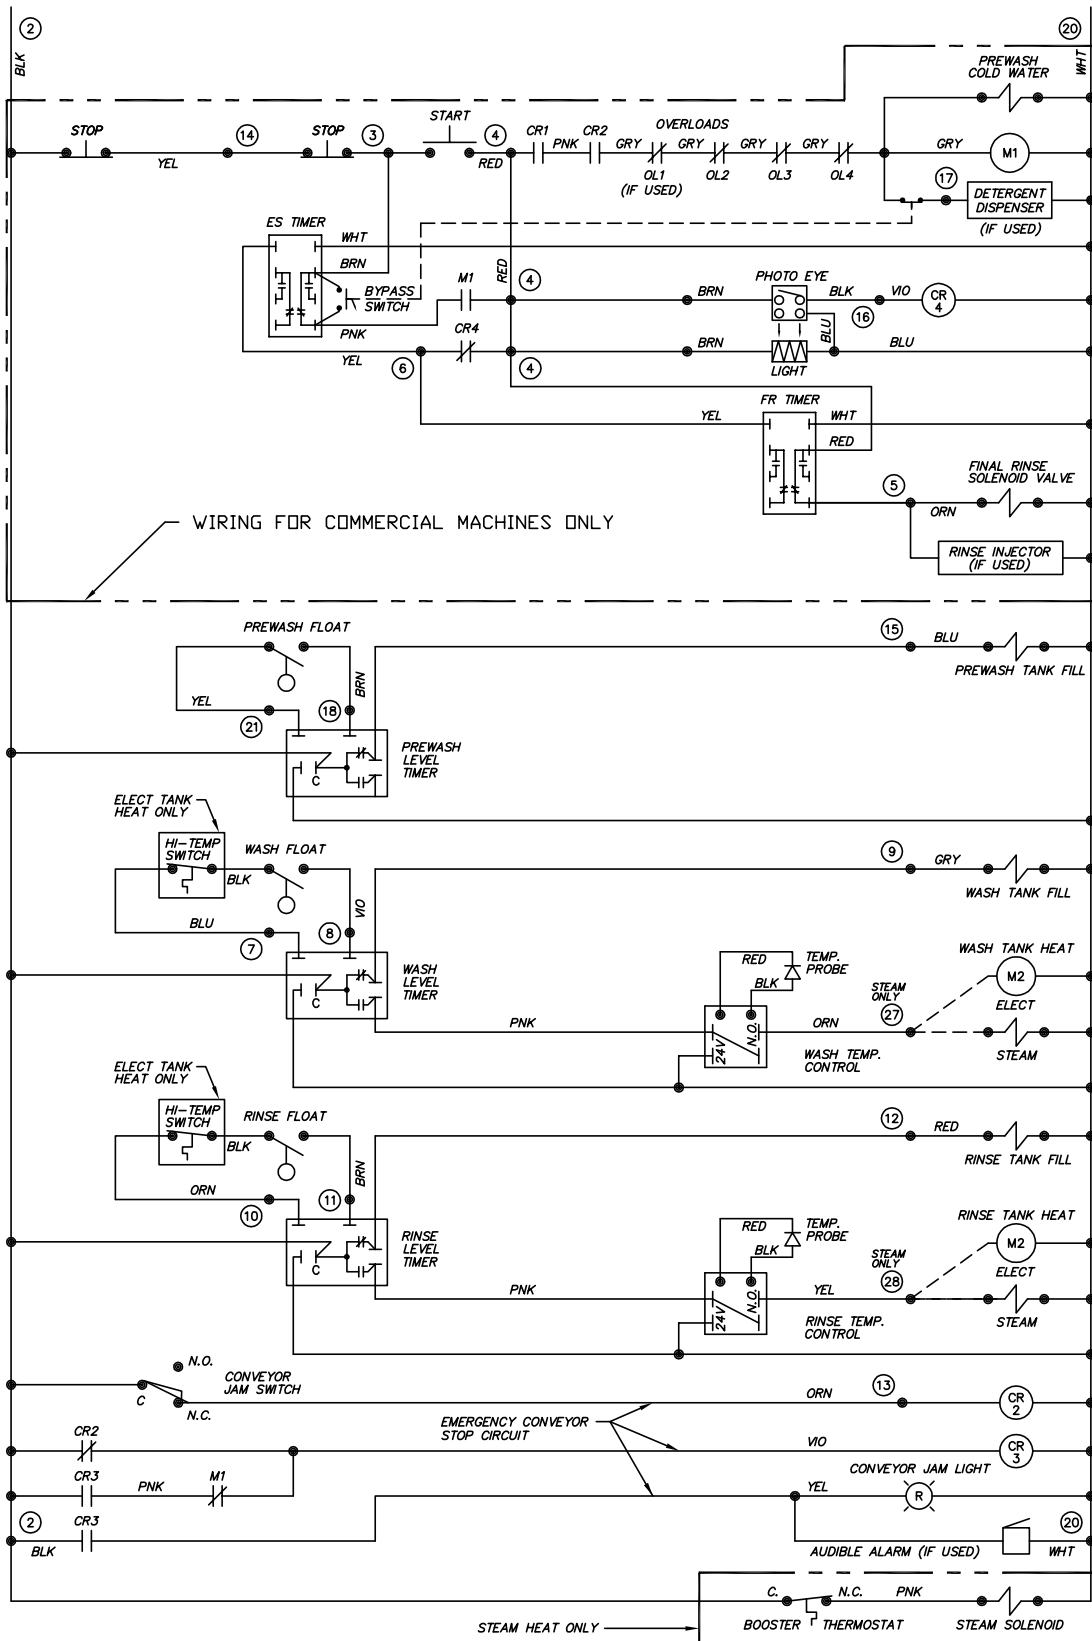 2
20
BLK
WHT
PREWASH
COLD WATER
STOP
14
STOP
3
START
4
CR1
PNK
CR2
OVERLOADS
YEL
RED
GRY
GRY
GRY
GRY
GRY
M1
OL1
(IF USED)
OL2
OL3
OL4
17
DETERGENT
DISPENSER
(IF USED)
ES TIMER
WHT
BRN
BYPASS
SWITCH
PNK
YEL
M1
RED
4
CR4
6
4
PHOTO EYE
BRN
BLK
VIO
CR
4
16
BLU
BRN
BLU
LIGHT
FR TIMER
YEL
WHT
RED
5
FINAL RINSE
SOLENOID VALVE
ORN
RINSE INJECTOR
(IF USED)
WIRING FOR COMMERCIAL MACHINES ONLY
PREWASH FLOAT
15
BLU
PREWASH TANK FILL
BRN
YEL
21
18
C
PREWASH
LEVEL
TIMER
ELECT TANK
HEAT ONLY
HI-TEMP
SWITCH
WASH FLOAT
BLK
9
GRY
WASH TANK FILL
BLU
VIO
7
8
C
WASH
LEVEL
TIMER
RED
TEMP.
PROBE
BLK
WASH TANK HEAT
M2
ELECT
STEAM
ONLY
27
PNK
24V
N.O.
ORN
WASH TEMP.
CONTROL
STEAM
ELECT TANK
HEAT ONLY
HI-TEMP
SWITCH
RINSE FLOAT
BLK
12
RED
RINSE TANK FILL
ORN
BRN
10
11
C
RINSE
LEVEL
TIMER
RED
TEMP.
PROBE
BLK
RINSE TANK HEAT
M2
ELECT
STEAM
ONLY
28
PNK
24V
N.O.
YEL
RINSE TEMP.
CONTROL
STEAM
N.O.
C
N.C.
CONVEYOR
JAM SWITCH
ORN
13
CR
2
EMERGENCY CONVEYOR
STOP CIRCUIT
CR2
VIO
CR
3
CR3
PNK
M1
CONVEYOR JAM LIGHT
YEL
R
2
CR3
20
BLK
AUDIBLE ALARM (IF USED)
WHT
C.
N.C.
PNK
BOOSTER
THERMOSTAT
STEAM SOLENOID
STEAM HEAT ONLY